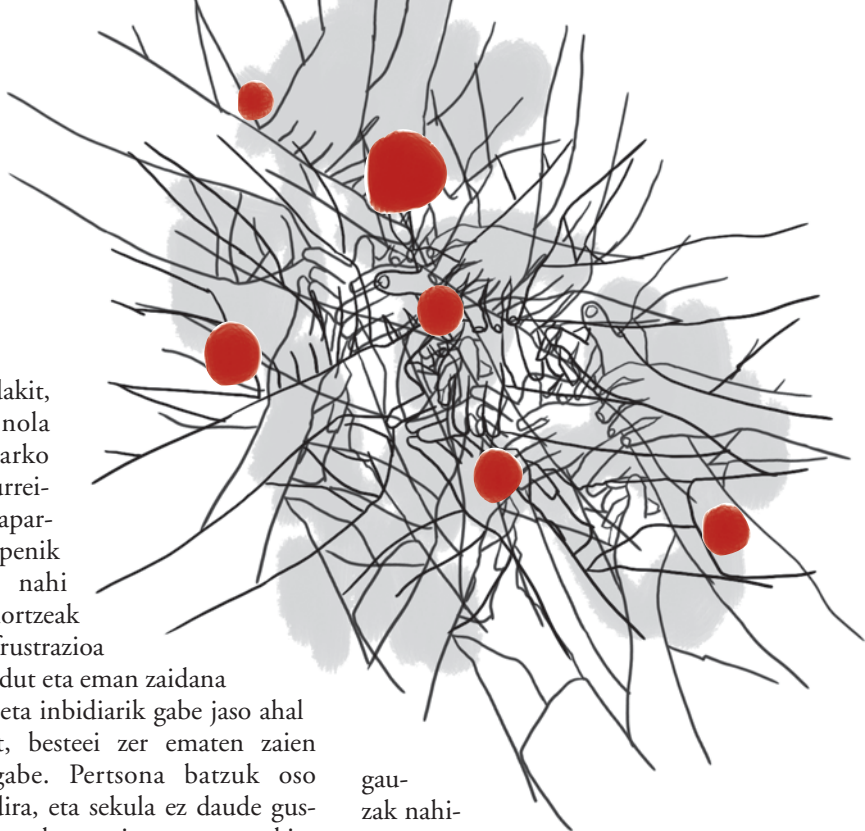 lakit,
nola
arko
urrei-
apar-
penik
nahi
ortzeak
frustrazioa
dut eta eman zaidana
eta inbidiarik gabe jaso ahal
t, besteei zer ematen zaien
gabe. Pertsona batzuk oso
dira, eta sekula ez daude gus-
gau-
zak nahi-